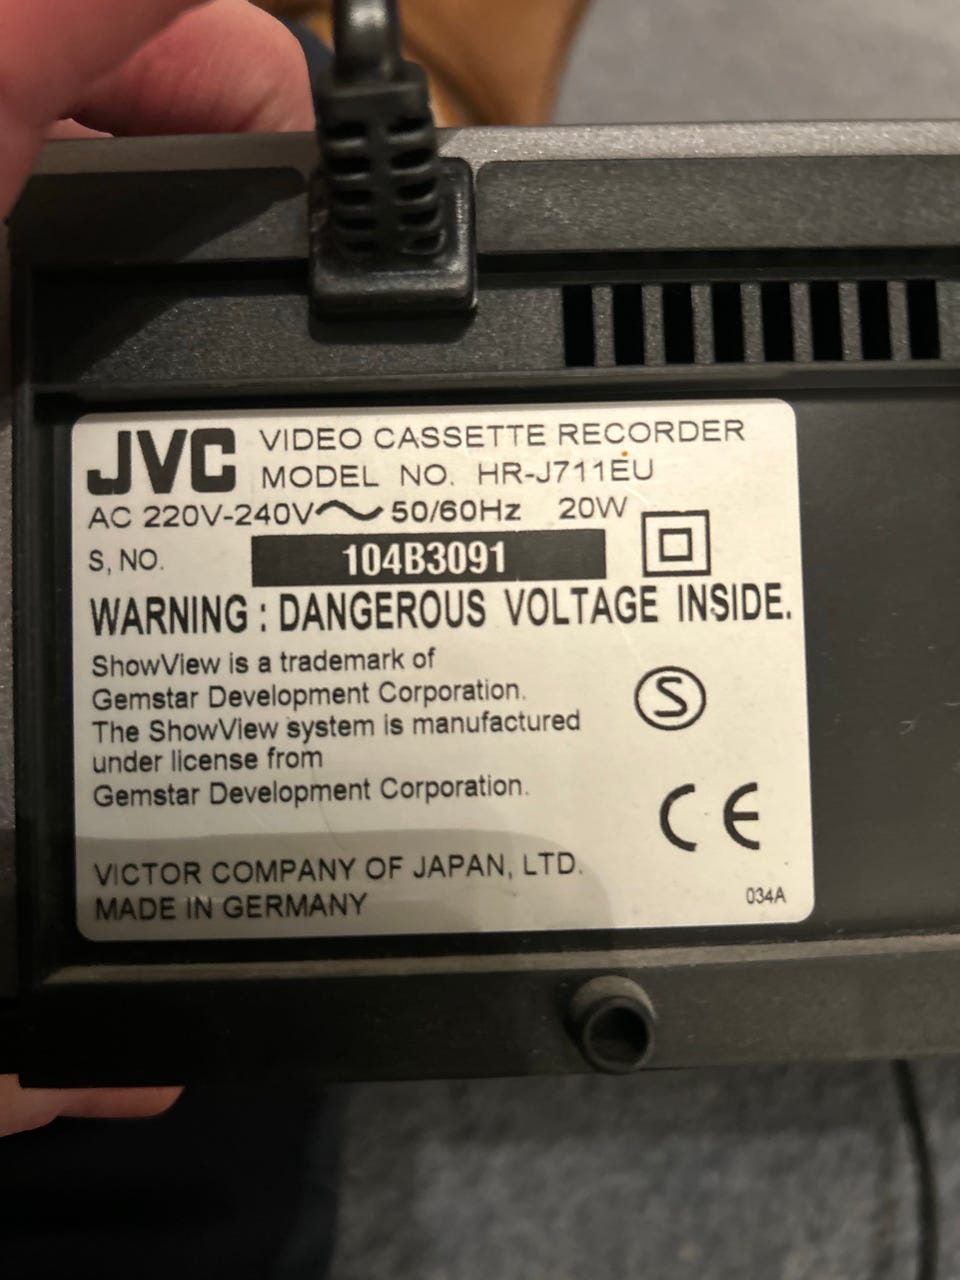 JVC VIDEO CASSETTE RECORDER
MODEL NO. HR-J711EU
AC 220V-240V~ 50/60Hz 20W
S, NO. 104B3091
WARNING : DANGEROUS VOLTAGE INSIDE.
ShowView is a trademark of
Gemstar Development Corporation.
The ShowView system is manufactured
under license from
Gemstar Development Corporation.
S
CE
VICTOR COMPANY OF JAPAN, LTD.
MADE IN GERMANY
034A